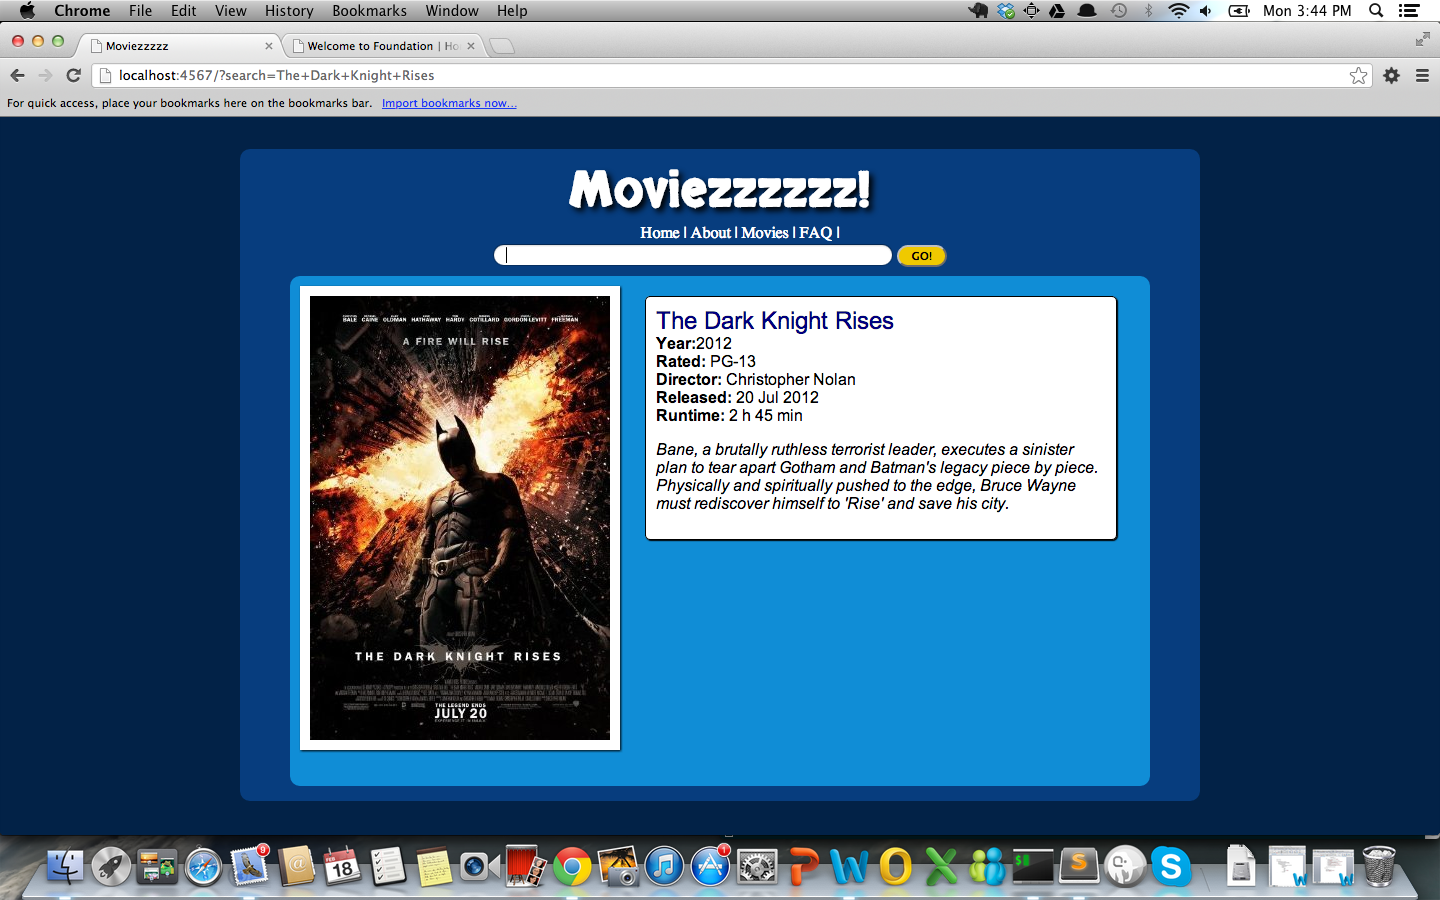 Chrome File Edit View History Bookmarks Window Help Mon 3:44 PM
Moviezzzzz Welcome to Foundation | Ho
localhost:4567/?search=The+Dark+Knight+Rises
For quick access, place your bookmarks here on the bookmarks bar. Import bookmarks now...
Moviezzzzzz!
Home | About | Movies | FAQ |
GO!
BALE CAINE OLDMAN HATHAWAY HARDY COTILLARD GORDON-LEVITT FREEMAN
A FIRE WILL RISE
THE DARK KNIGHT RISES
THE LEGEND ENDS
JULY 20
The Dark Knight Rises
Year:2012
Rated: PG-13
Director: Christopher Nolan
Released: 20 Jul 2012
Runtime: 2 h 45 min
Bane, a brutally ruthless terrorist leader, executes a sinister
plan to tear apart Gotham and Batman's legacy piece by piece.
Physically and spiritually pushed to the edge, Bruce Wayne
must rediscover himself to 'Rise' and save his city.
9
FEB
18
1